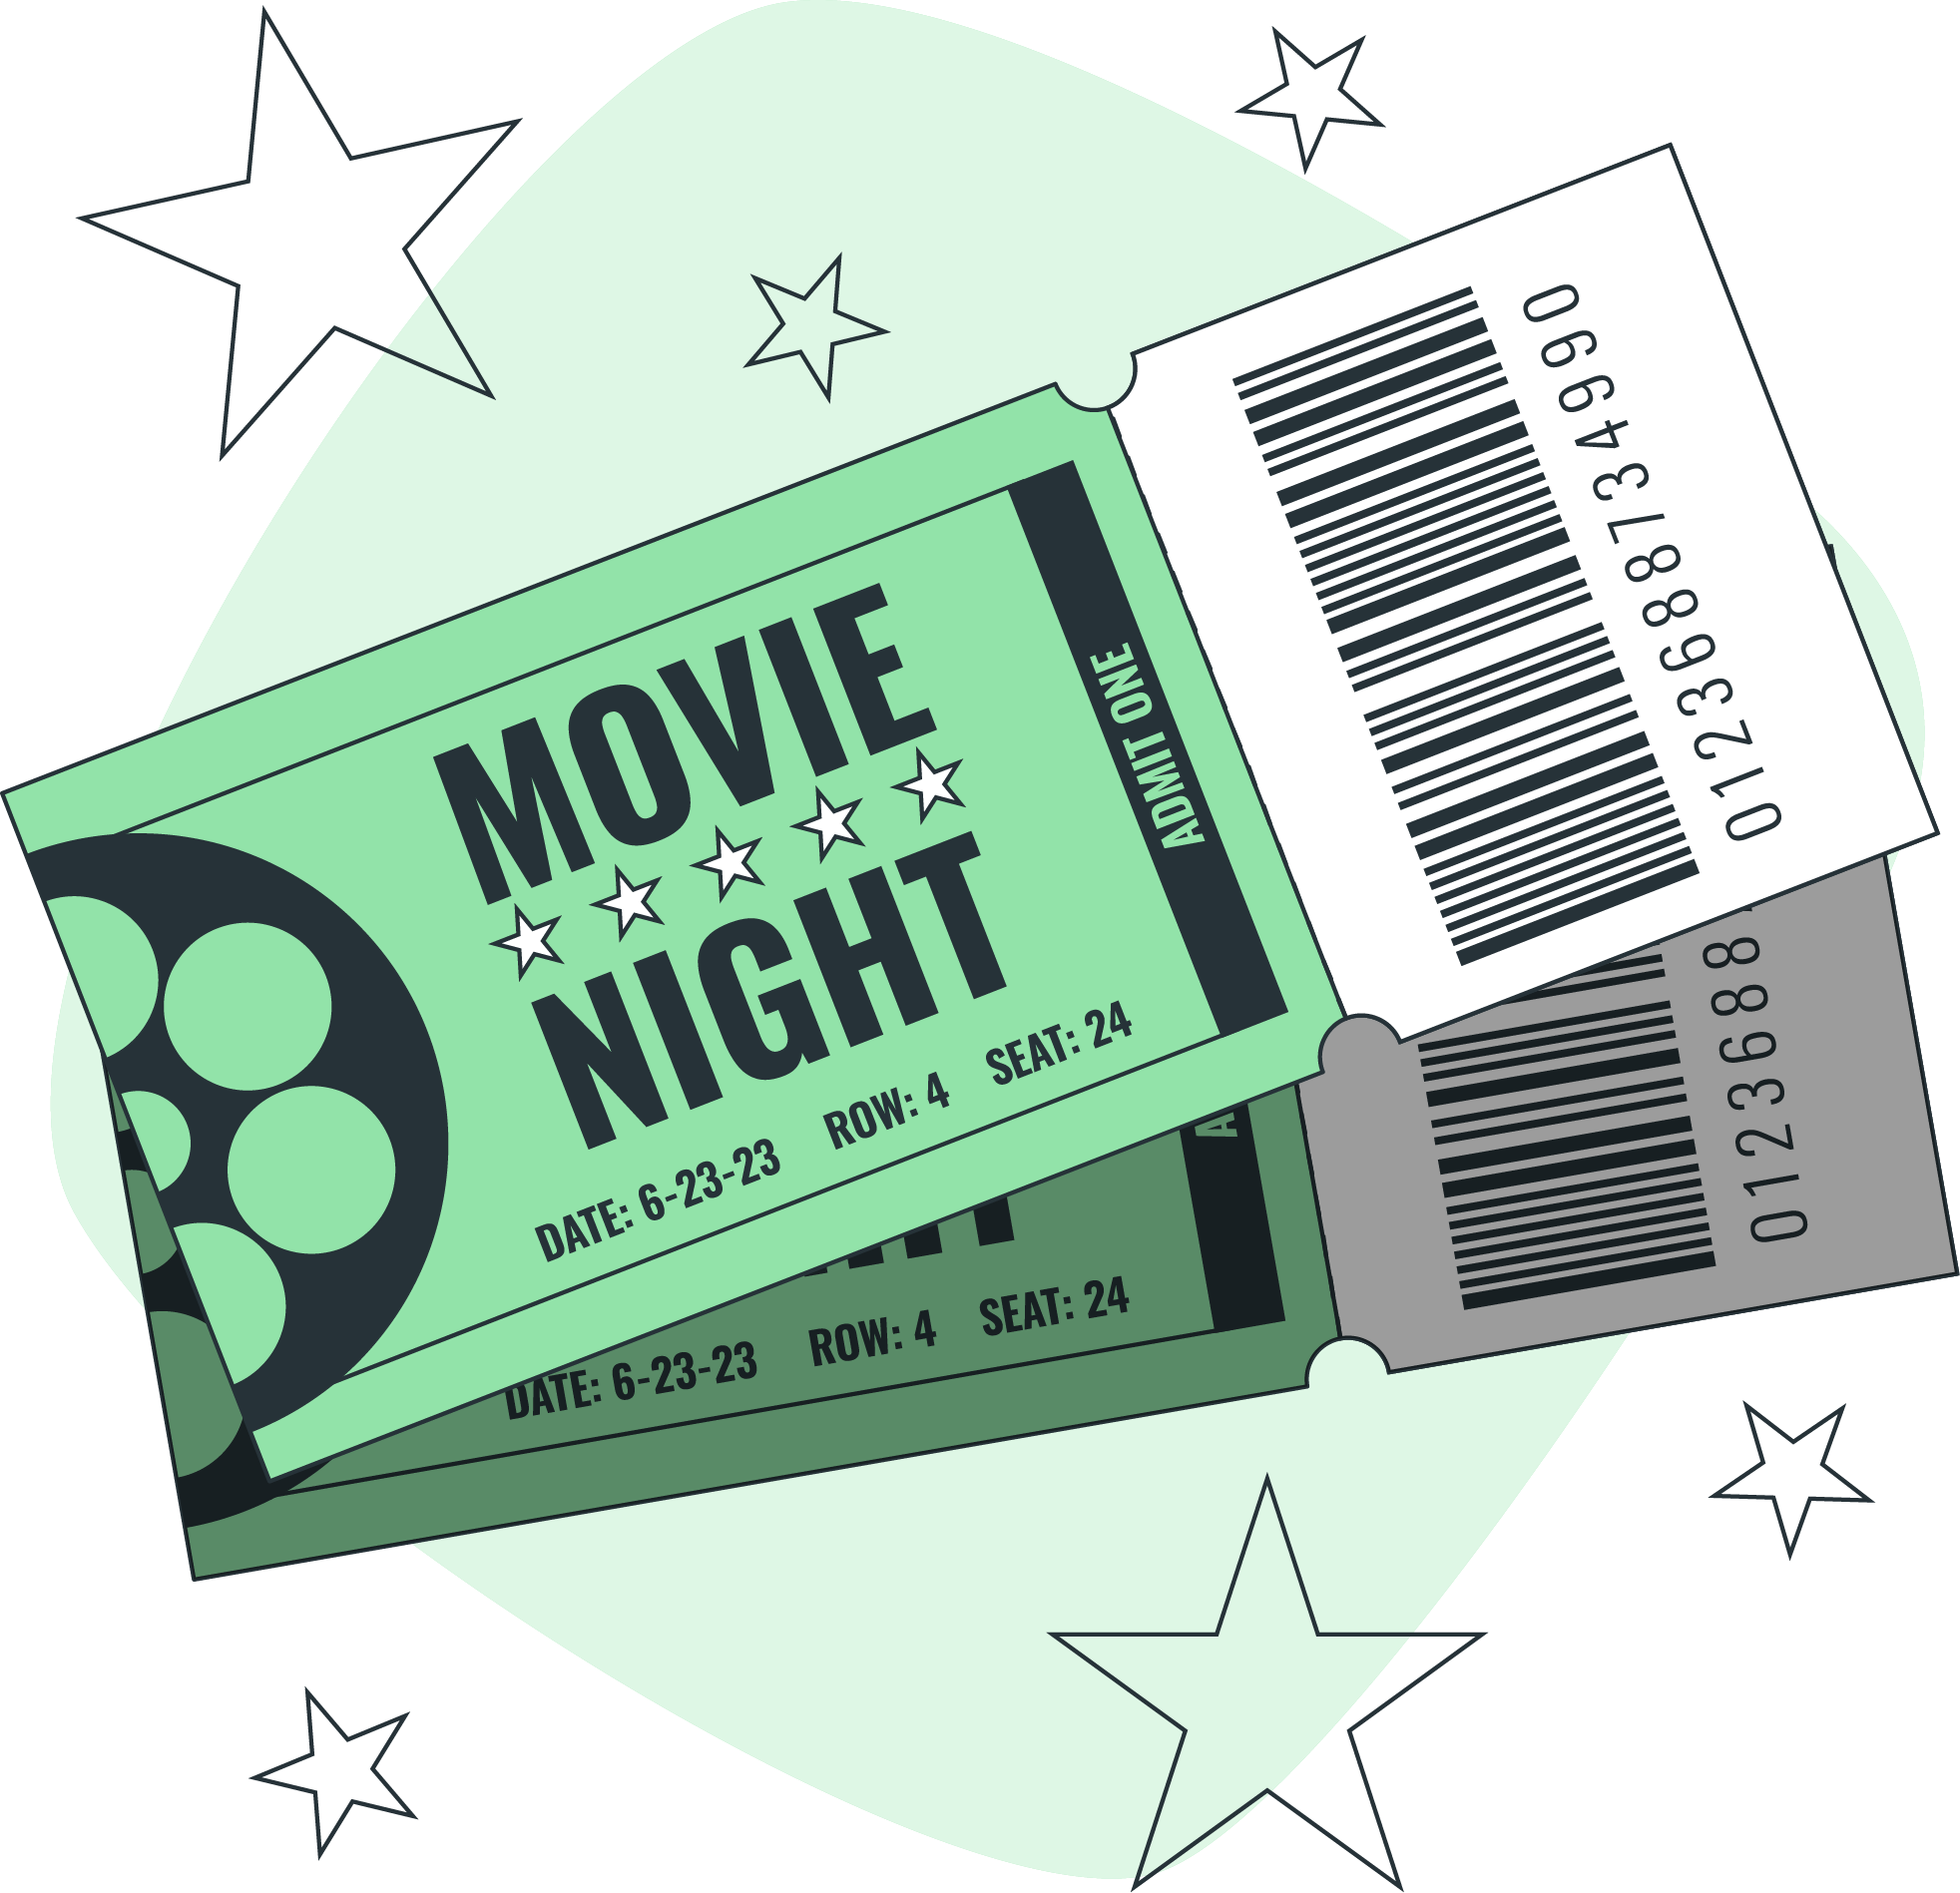 MOVIE
NIGHT
DATE: 6-23-23 ROW: 4 SEAT: 24
ADMIT ONE
0123688734990
DATE: 6-23-23 ROW: 4 SEAT: 24
0123688